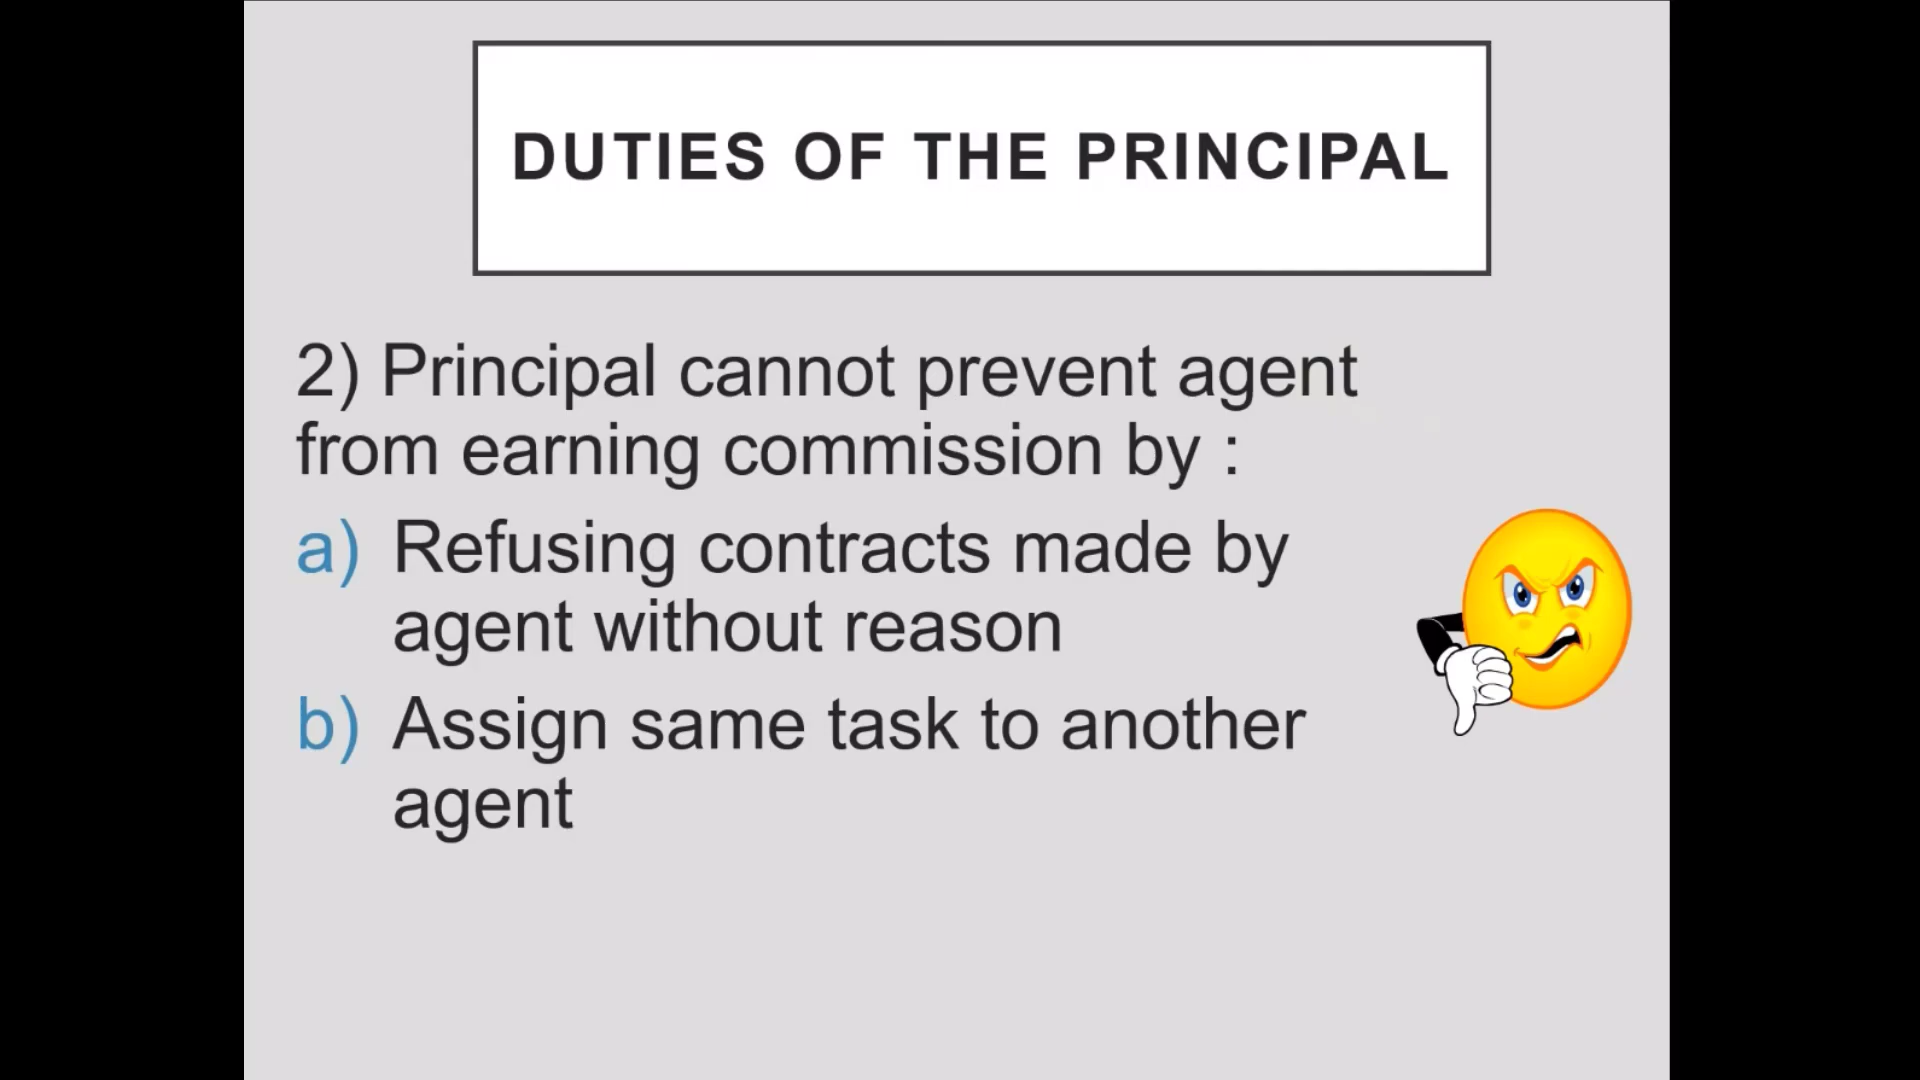 DUTIES OF THE PRINCIPAL
2) Principal cannot prevent agent
from earning commission by :
a) Refusing contracts made by
agent without reason
b) Assign same task to another
agent